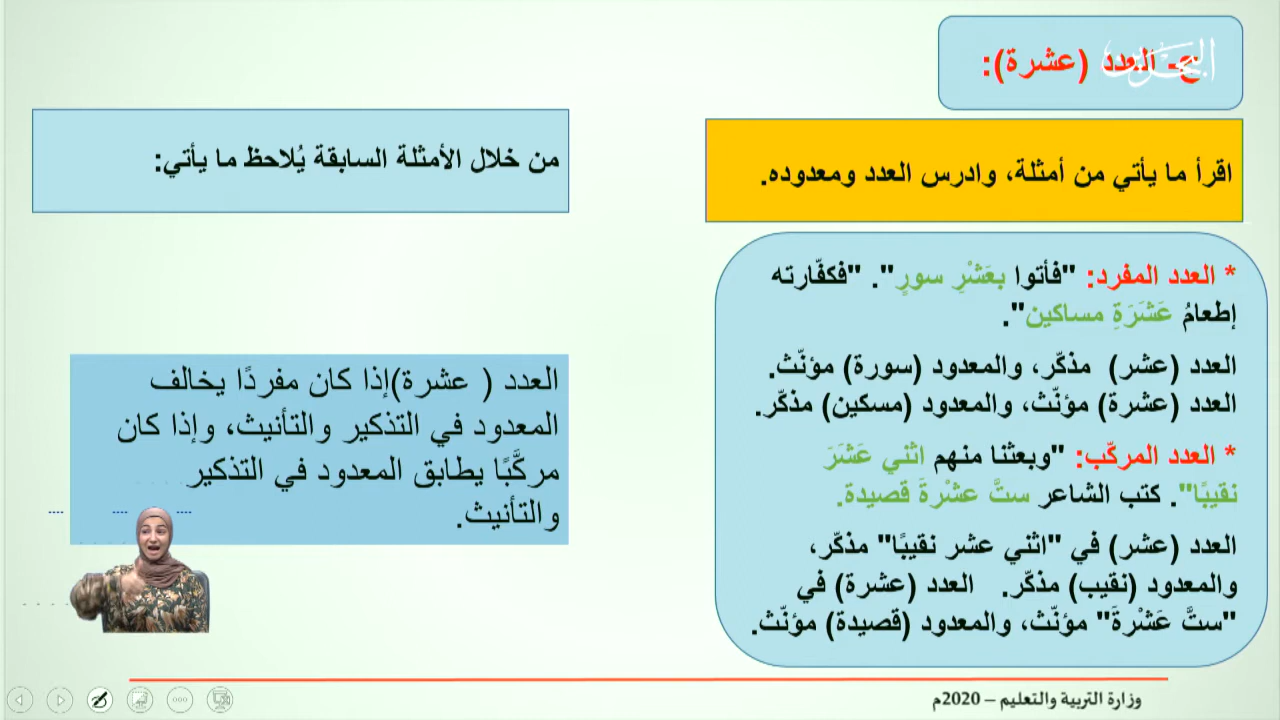 ج- العدد (عشرة):
البحرين
اقرأ ما يأتي من أمثلة، وادرس العدد ومعدوده.
* العدد المفرد: "فأتوا بعَشْرِ سورٍ". "فكفّارته
إطعامُ عَشَرَةِ مساكين".
العدد (عشر) مذكّر، والمعدود (سورة) مؤنّث.
العدد (عشرة) مؤنّث، والمعدود (مسكين) مذكّر.
* العدد المركّب: "وبعثنا منهم اثني عَشَرَ
نقيبًا". كتب الشاعر ستَّ عشْرةَ قصيدة.
العدد (عشر) في "اثني عشر نقيبًا" مذكّر،
والمعدود (نقيب) مذكّر. العدد (عشرة) في
"ستَّ عَشْرةَ" مؤنّث، والمعدود (قصيدة) مؤنّث.
من خلال الأمثلة السابقة يُلاحظ ما يأتي:
العدد ( عشرة)إذا كان مفردًا يخالف
المعدود في التذكير والتأنيث، وإذا كان
مركَّبًا يطابق المعدود في التذكير
والتأنيث.
وزارة التربية والتعليم – 2020م